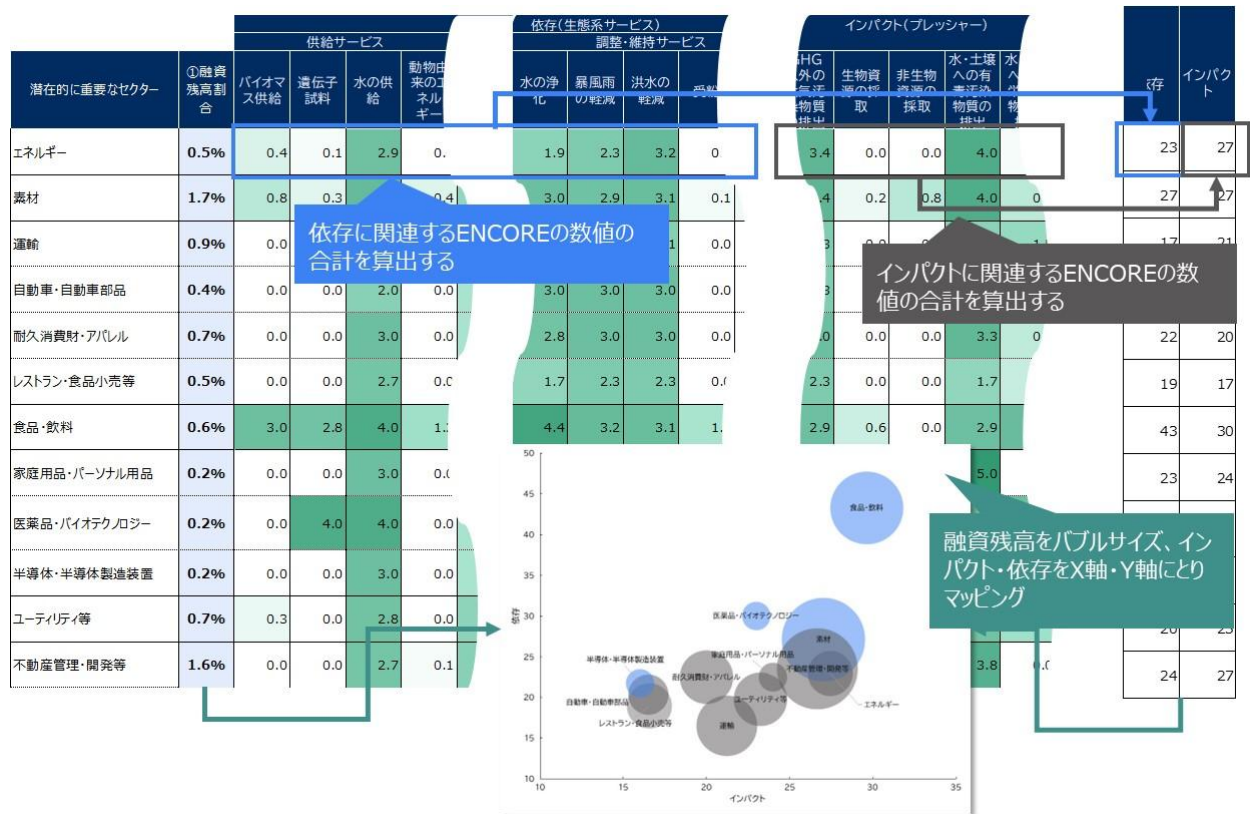 依存(生態系サービス)
インパクト(プレッシャー)
供給サービス
調整・維持サービス
潜在的に重要なセクター
①融資
残高割
合
バイオマ
ス供給
遺伝子
試料
水の供
給
動物由
来のエ
ネル
ギー
水の浄
化
暴風雨
の軽減
洪水の
軽減
生物資
源の採
取
非生物
資源の
採取
水・土壌
への有
害汚染
物質の
排出
インパク
ト
エネルギー 0.5% 0.4 0.1 2.9 0. 1.9 2.3 3.2 0 3.4 0.0 0.0 4.0 23 27
素材 1.7% 0.8 0.3 0.4 3.0 2.9 3.1 0.1 .4 0.2 0.8 4.0 0 27 27
運輸 0.9% 0.0 0.0 17 21
自動車・自動車部品 0.4% 0.0 0.0 2.0 0.0 3.0 3.0 3.0 0.0
耐久消費財・アパレル 0.7% 0.0 0.0 3.0 0.0 2.8 3.0 3.0 0.0 .0 0.0 0.0 3.3 0 22 20
レストラン・食品小売等 0.5% 0.0 0.0 2.7 0.0 1.7 2.3 2.3 0.0 2.3 0.0 0.0 1.7 19 17
食品・飲料 0.6% 3.0 2.8 4.0 1. 4.4 3.2 3.1 1. 2.9 0.6 0.0 2.9 43 30
家庭用品・パーソナル用品 0.2% 0.0 0.0 3.0 0.0 5.0 23 24
医薬品・バイオテクノロジー 0.2% 0.0 4.0 4.0 0.0
半導体・半導体製造装置 0.2% 0.0 0.0 3.0 0.0
ユーティリティ等 0.7% 0.3 0.0 2.8 0.0
不動産管理・開発等 1.6% 0.0 0.0 2.7 0.1 3.8 24 27
依存に関連するENCOREの数値の
合計を算出する
インパクトに関連するENCOREの数
値の合計を算出する
融資残高をバブルサイズ、イン
パクト・依存をX軸・Y軸にとり
マッピング
50
45
40
35
30
25
20
15
10
依存
食品・飲料
医薬品・バイオテクノロジー
素材
半導体・半導体製造装置
家庭用品・パーソナル用品
不動産管理・開発等
耐久消費財・アパレル
自動車・自動車部品
ユーティリティ等
エネルギー
レストラン・食品小売等
運輸
10 15 20 25 30 35
インパクト